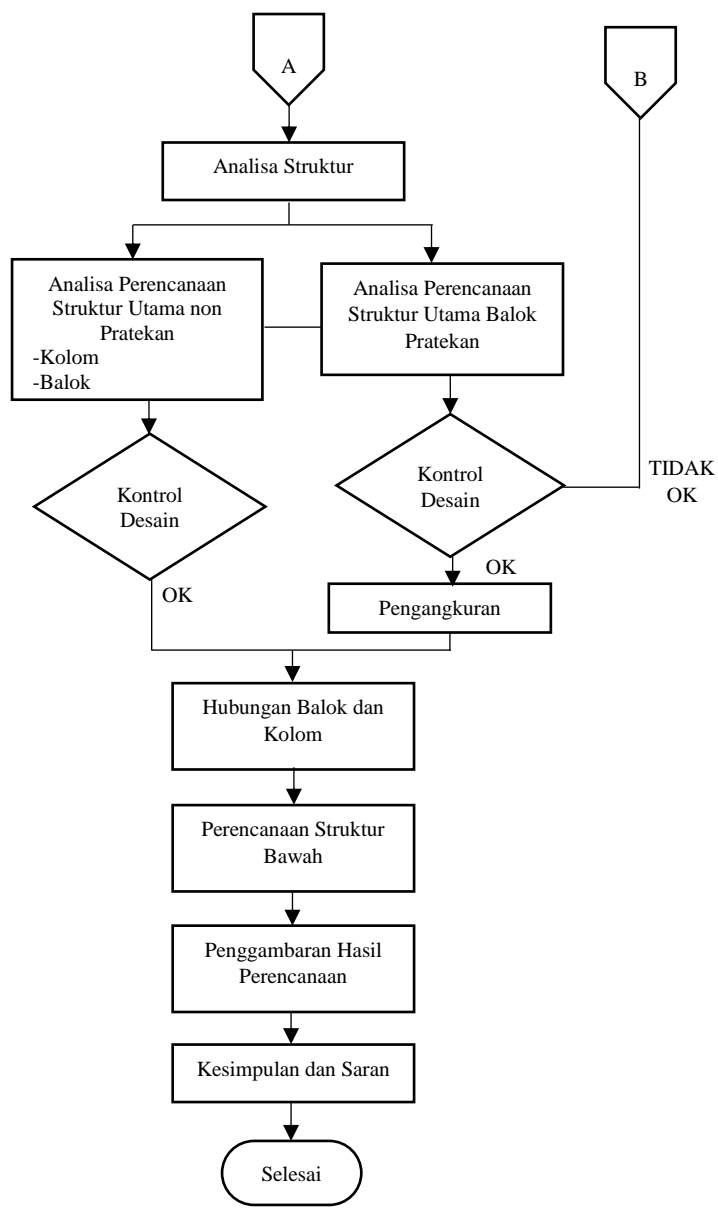 A
B
Analisa Struktur
Analisa Perencanaan
Struktur Utama non
Pratekan
-Kolom
-Balok
Analisa Perencanaan
Struktur Utama Balok
Pratekan
Kontrol
Desain
Kontrol
Desain
TIDAK
OK
OK
OK
Pengangkuran
Hubungan Balok dan
Kolom
Perencanaan Struktur
Bawah
Penggambaran Hasil
Perencanaan
Kesimpulan dan Saran
Selesai